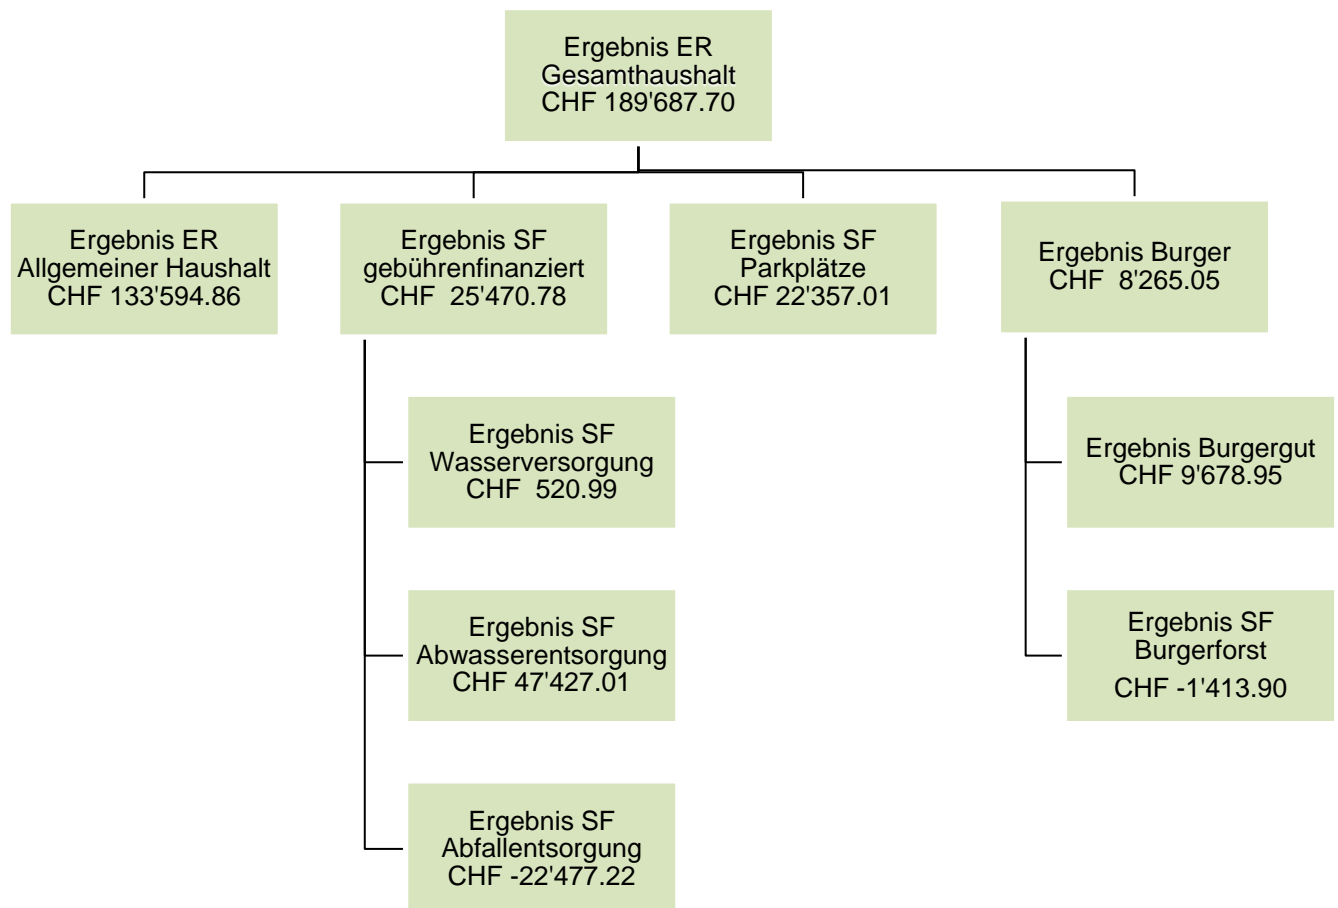 Ergebnis ER
Gesamthaushalt
CHF 189'687.70
Ergebnis ER
Allgemeiner Haushalt
CHF 133'594.86
Ergebnis SF
gebührenfinanziert
CHF  25'470.78
Ergebnis SF
Parkplätze
CHF 22'357.01
Ergebnis Burger
CHF  8'265.05
Ergebnis SF
Wasserversorgung
CHF  520.99
Ergebnis SF
Abwasserentsorgung
CHF 47'427.01
Ergebnis SF
Abfallentsorgung
CHF -22'477.22
Ergebnis Burgergut
CHF 9'678.95
Ergebnis SF
Burgerforst
CHF -1'413.90